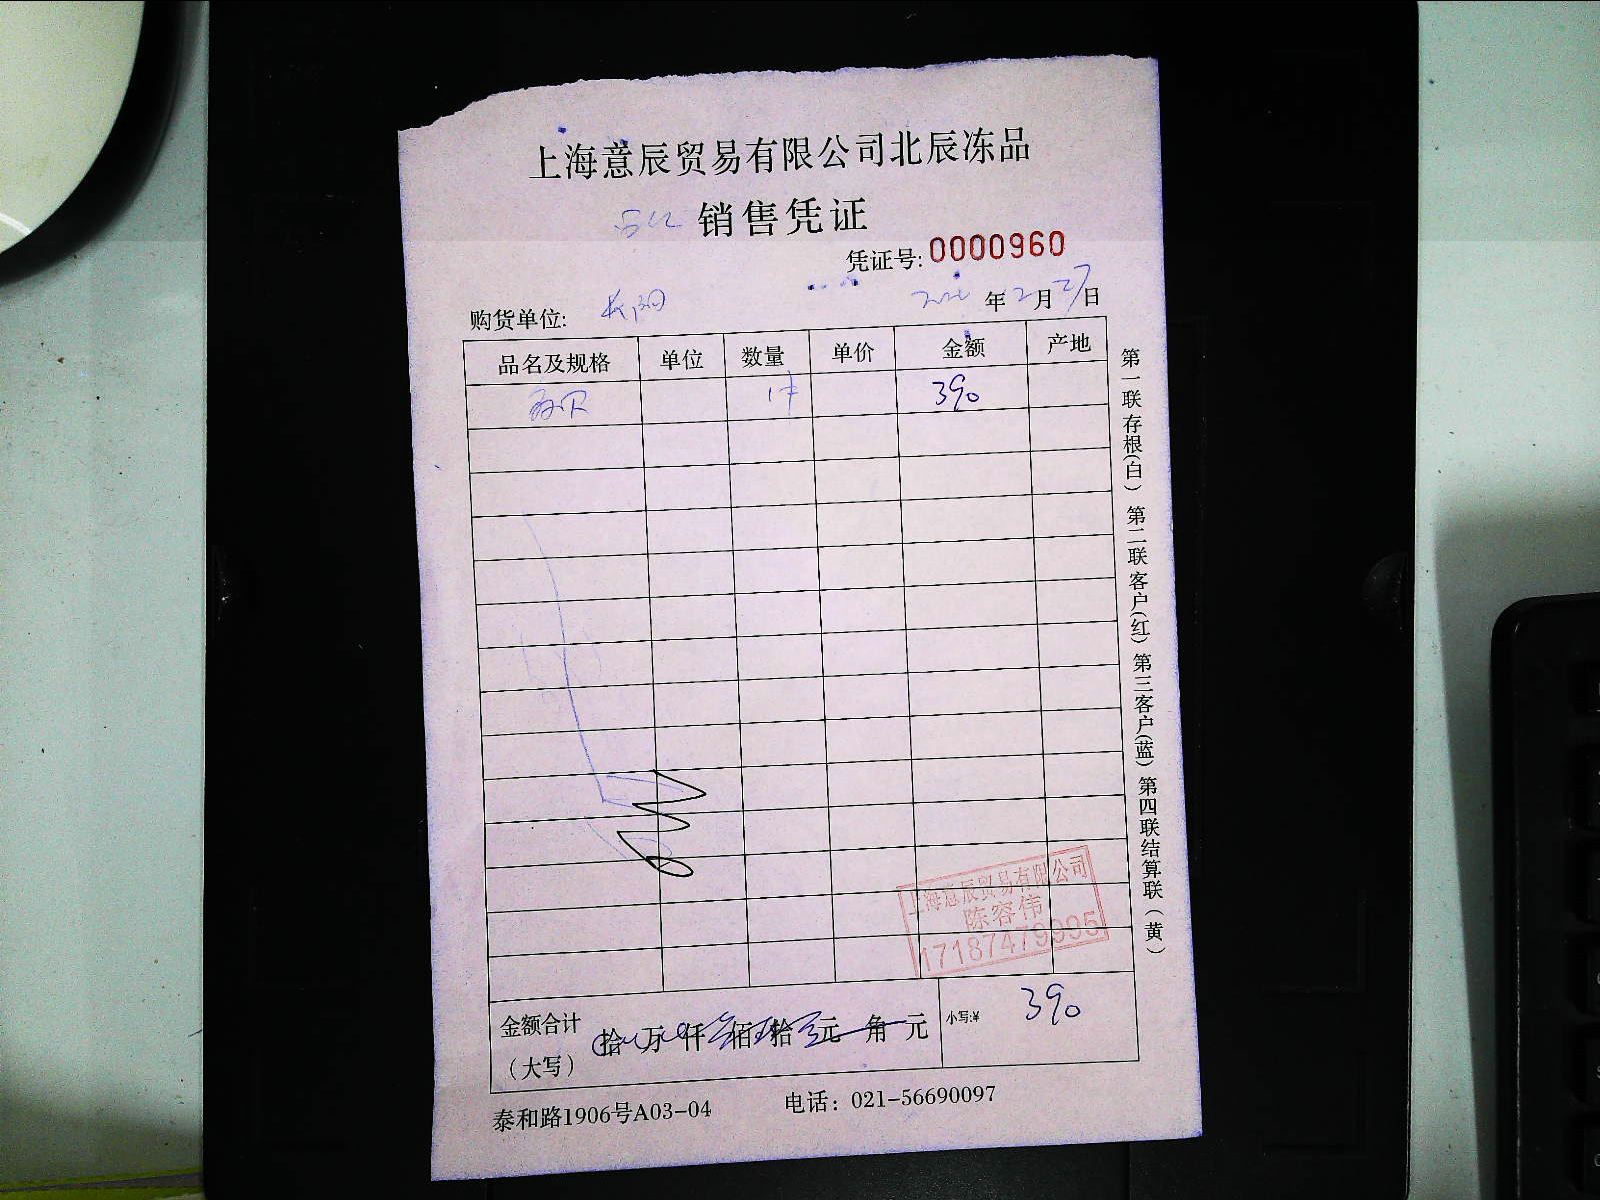 上海意辰贸易有限公司北辰冻品
销售凭证
凭证号: 0000960
购货单位:
年2月27日
品名及规格 单位 数量 单价 金额 产地
1件 390
第一联存根(白) 第二联客户(红) 第三客户(蓝) 第四联结算联(黄)
上海意辰贸易有限公司
陈容伟
17187479995
金额合计
(大写) 拾 万 仟 佰 拾 元 角 元 小写:¥ 390
泰和路1906号A03-04 电话: 021-56690097